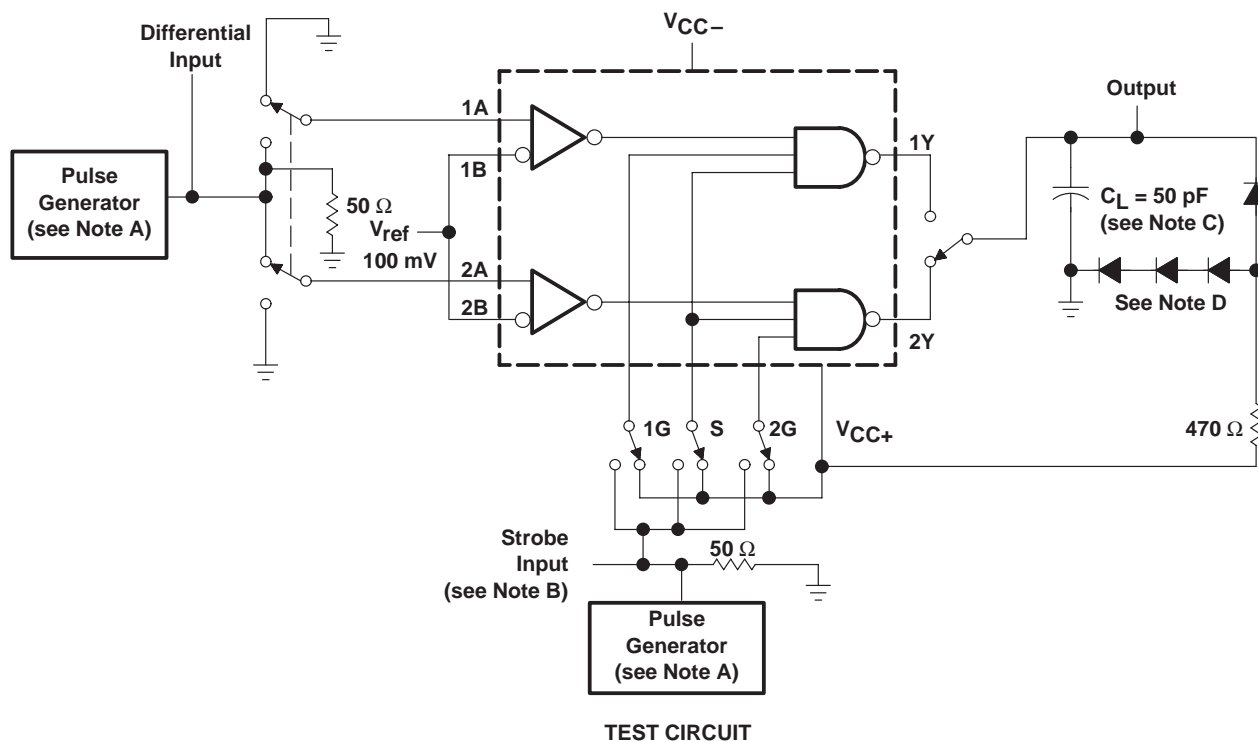 Differential
Input
VCC−
Output
1A
1B
1Y
Pulse
Generator
(see Note A)
50 Ω
Vref
100 mV
CL = 50 pF
(see Note C)
2A
2B
See Note D
2Y
1G
S
2G
VCC+
470 Ω
Strobe
Input
(see Note B)
50 Ω
Pulse
Generator
(see Note A)
TEST CIRCUIT